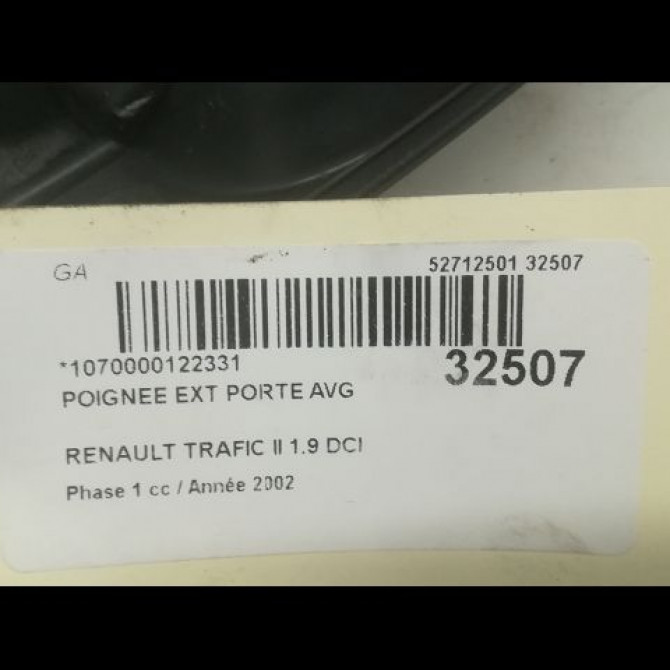 GA
52712501 32507
*1070000122331
32507
POIGNEE EXT PORTE AVG
RENAULT TRAFIC II 1.9 DCI
Phase 1 cc / Année 2002